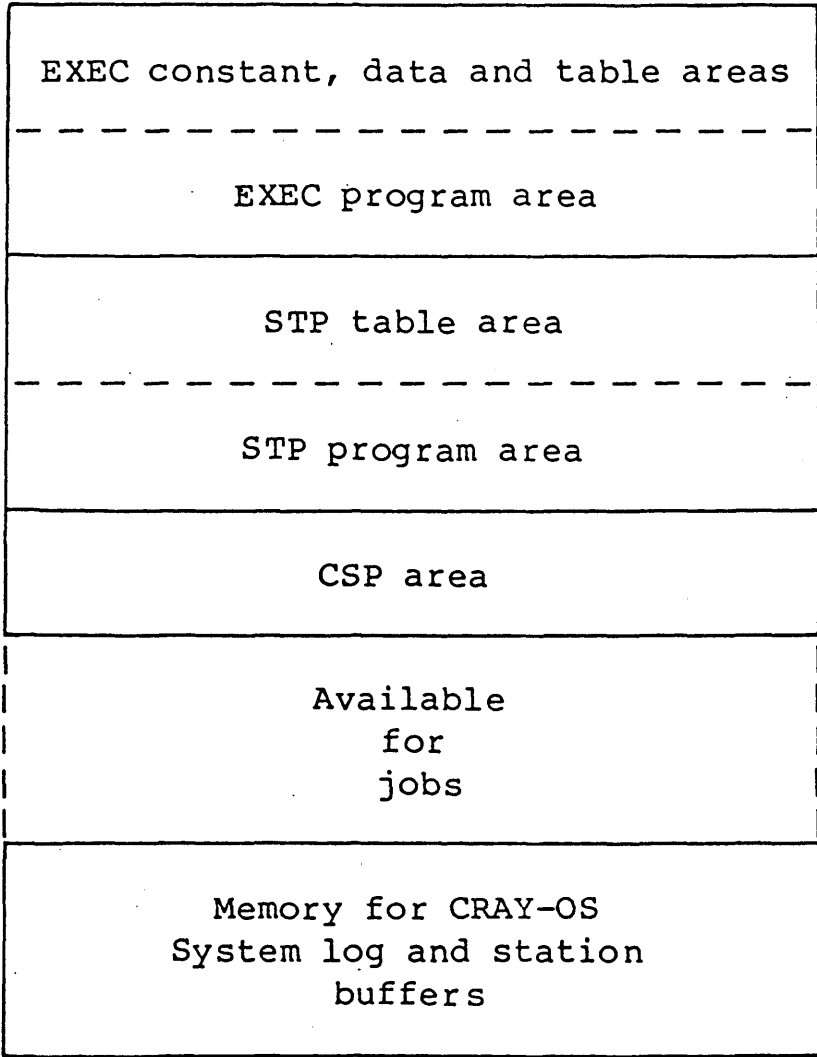 EXEC constant, data and table areas
EXEC program area
STP table area
STP program area
CSP area
Available
for
jobs
Memory for CRAY-OS
System log and station
buffers